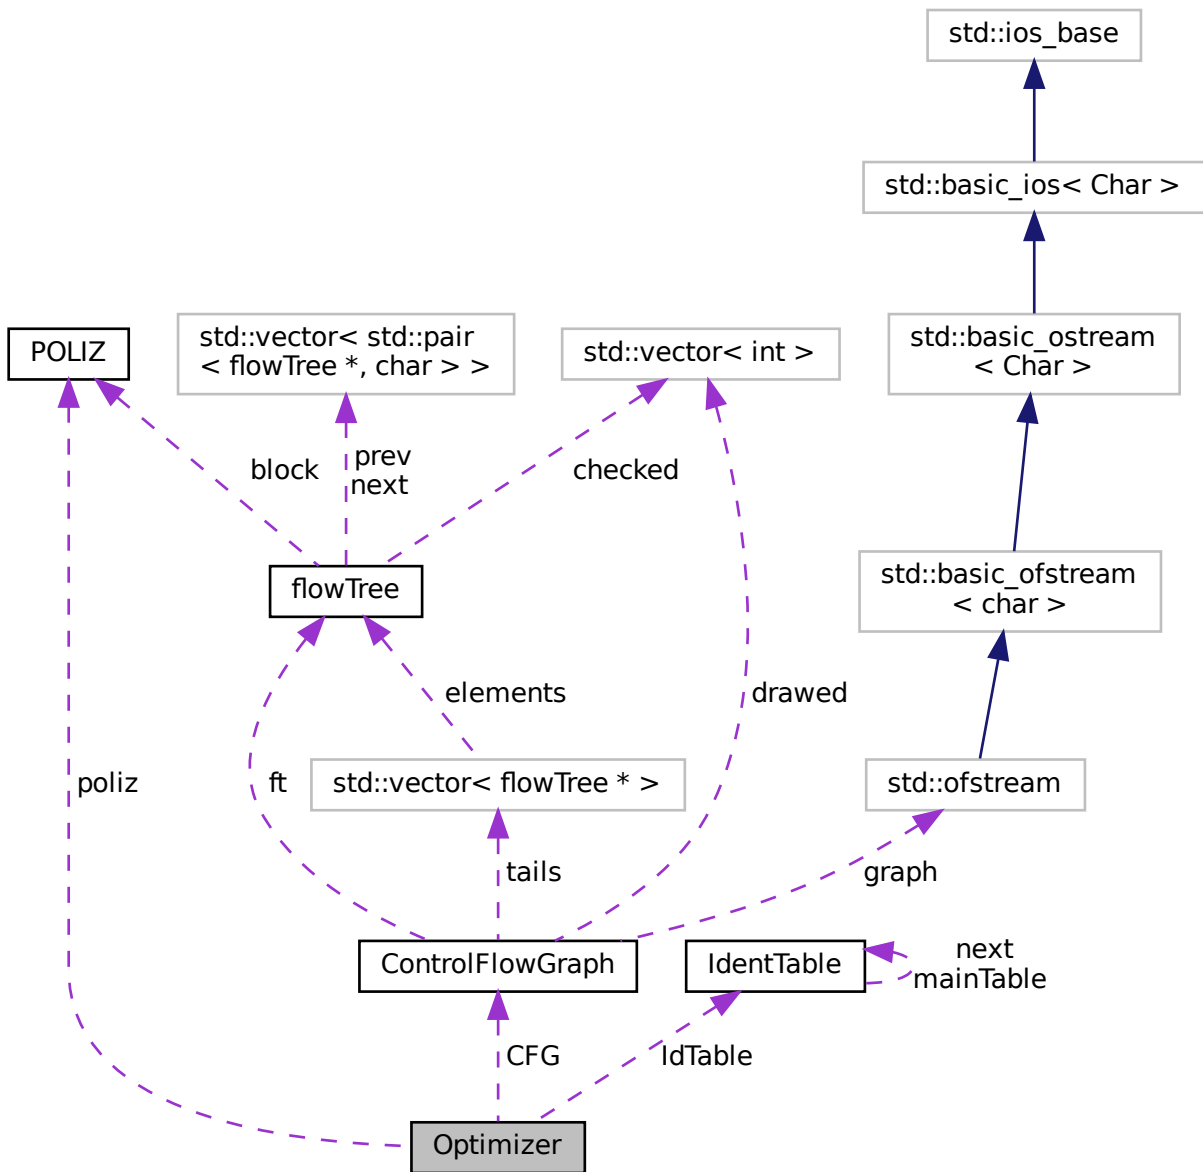 std::ios_base
std::basic_ios< Char >
std::basic_ostream
< Char >
POLIZ
std::vector< std::pair
< flowTree *, char > >
std::vector< int >
block
prev
next
checked
std::basic_ofstream
< char >
flowTree
elements
drawed
poliz
ft
std::vector< flowTree * >
std::ofstream
tails
graph
ControlFlowGraph
IdentTable
next
mainTable
CFG
IdTable
Optimizer